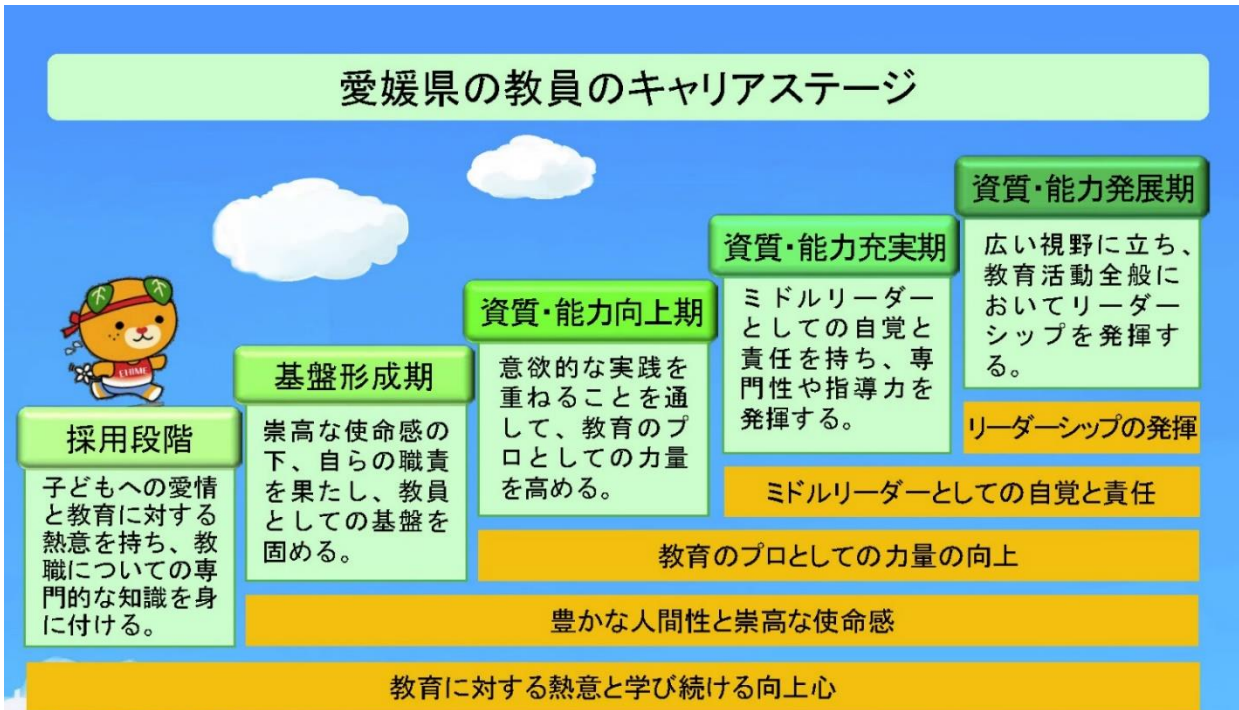 愛媛県の教員のキャリアステージ
採用段階
子どもへの愛情
と教育に対する
熱意を持ち、教
職についての専
門的な知識を身
に付ける。
基盤形成期
崇高な使命感の
下、自らの職責
を果たし、教員
としての基盤を
固める。
資質・能力向上期
意欲的な実践を
重ねることを通
して、教育のプ
ロとしての力量
を高める。
資質・能力充実期
ミドルリーダー
としての自覚と
責任を持ち、専
門性や指導力を
発揮する。
資質・能力発展期
広い視野に立ち、
教育活動全般に
おいてリーダー
シップを発揮す
る。
リーダーシップの発揮
ミドルリーダーとしての自覚と責任
教育のプロとしての力量の向上
豊かな人間性と崇高な使命感
教育に対する熱意と学び続ける向上心
EHIME